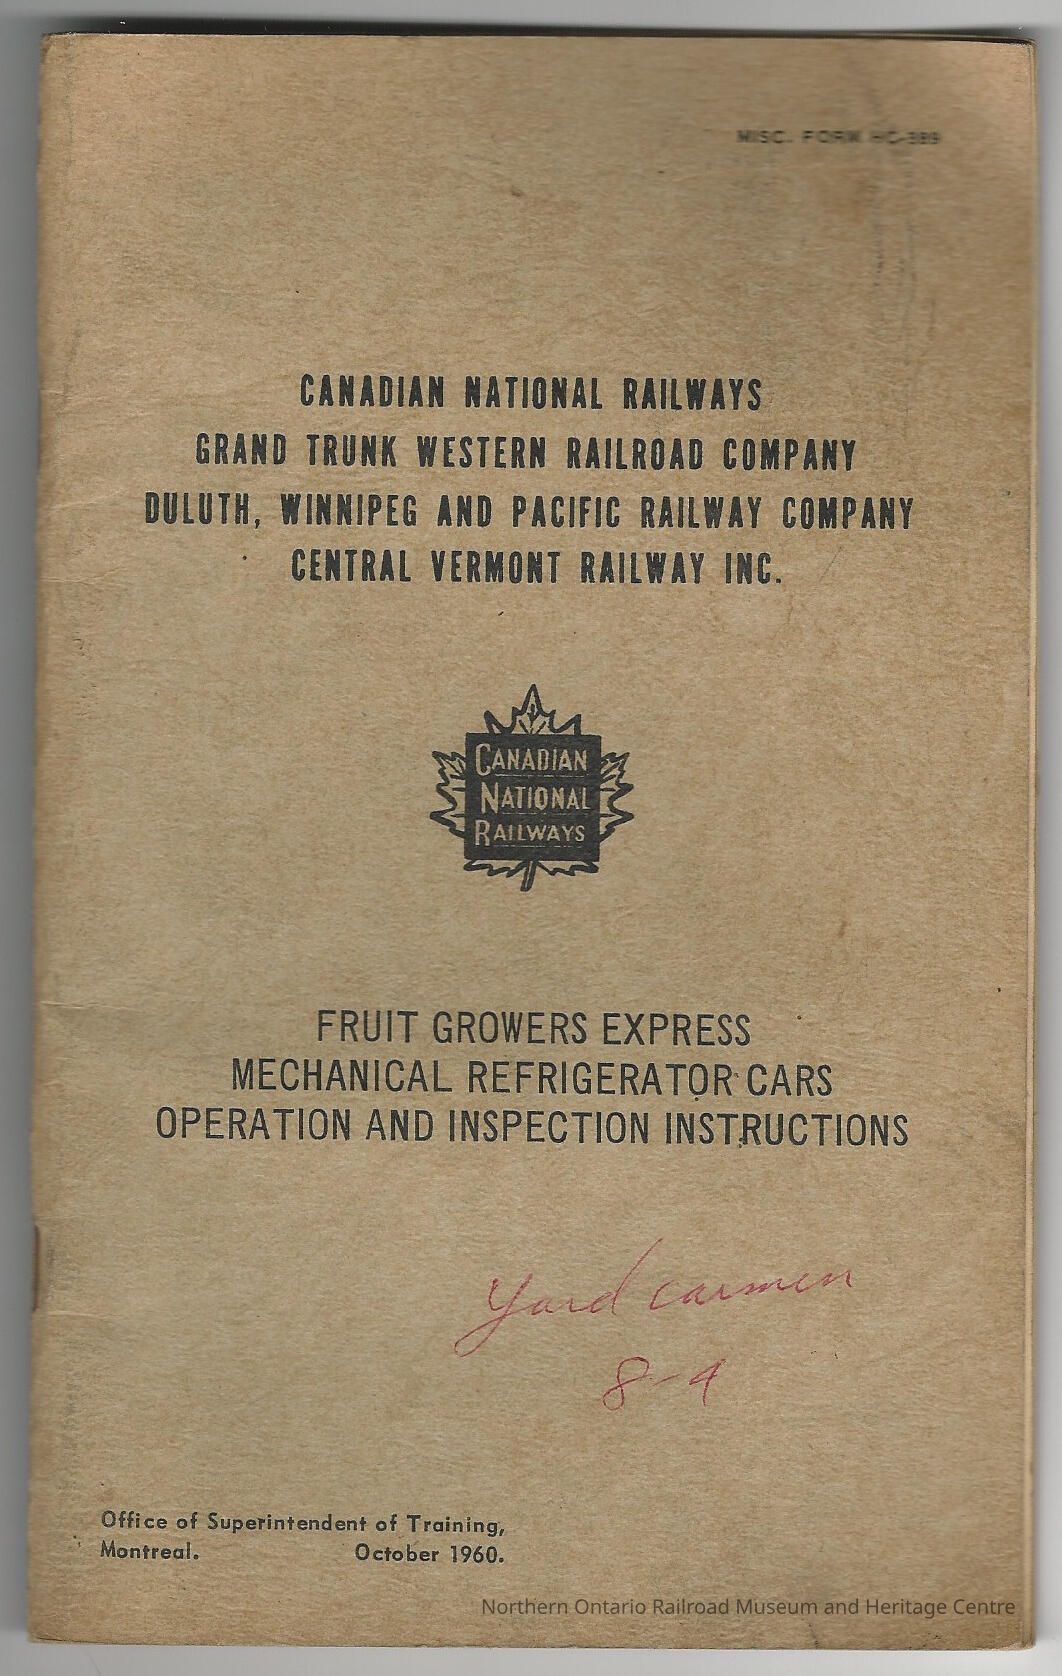 MISC. FORM HC-389
CANADIAN NATIONAL RAILWAYS
GRAND TRUNK WESTERN RAILROAD COMPANY
DULUTH, WINNIPEG AND PACIFIC RAILWAY COMPANY
CENTRAL VERMONT RAILWAY INC.
CANADIAN
NATIONAL
RAILWAYS
FRUIT GROWERS EXPRESS
MECHANICAL REFRIGERATOR CARS
OPERATION AND INSPECTION INSTRUCTIONS
Yard carmen
8-4
Office of Superintendent of Training,
Montreal. October 1960.
Northern Ontario Railroad Museum and Heritage Centre